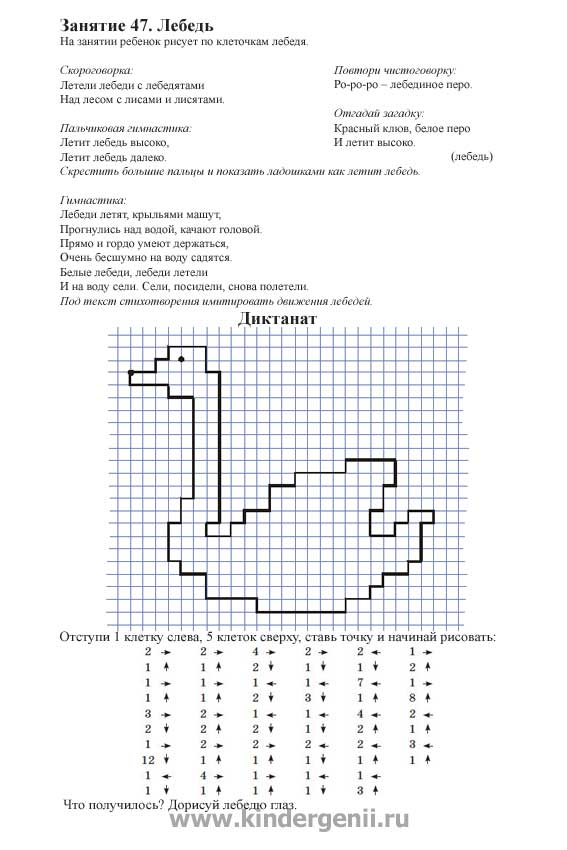 Занятие 47. Лебедь
На занятии ребенок рисует по клеточкам лебедя.
Скороговорка:
Летели лебеди с лебедятами
Над лесом с лисами и лисятами.
Повтори чистоговорку:
Ро-ро-ро – лебединое перо.
Отгадай загадку:
Красный клюв, белое перо
И летит высоко.
(лебедь)
Пальчиковая гимнастика:
Летит лебедь высоко,
Летит лебедь далеко.
Скрестить большие пальцы и показать ладошками как летит лебедь.
Гимнастика:
Лебеди летят, крыльями машут,
Прогнулись над водой, качают головой.
Прямо и гордо умеют держаться,
Очень бесшумно на воду садятся.
Белые лебеди, лебеди летели
И на воду сели. Сели, посидели, снова полетели.
Под текст стихотворения имитировать движения лебедей.
Диктанат
Отступи 1 клетку слева, 5 клеток сверху, ставь точку и начинай рисовать:
2 → 2 → 4 → 2 → 2 ← 1 →
1 ↑ 1 ↑ 2 ↓ 1 ↓ 1 ↓ 2 ↑
1 → 1 → 1 ← 1 ← 7 ← 1 →
1 ↑ 1 ↑ 2 ↓ 3 ↓ 1 ↑ 8 ↑
3 → 2 → 1 ← 1 ← 4 ← 2 ←
2 ↓ 2 ↑ 2 ↓ 1 ↓ 2 ↑ 1 ↑
1 → 2 → 2 → 2 ← 2 ← 3 ←
12 ↓ 1 ↑ 1 ↑ 1 ↓ 1 ↑ 1 ↑
1 ← 4 → 1 → 1 ← 1 ←
1 ↓ 1 ↑ 1 ↑ 1 ↓ 3 ↑
Что получилось? Дорисуй лебедю глаз.
www.kindergenii.ru